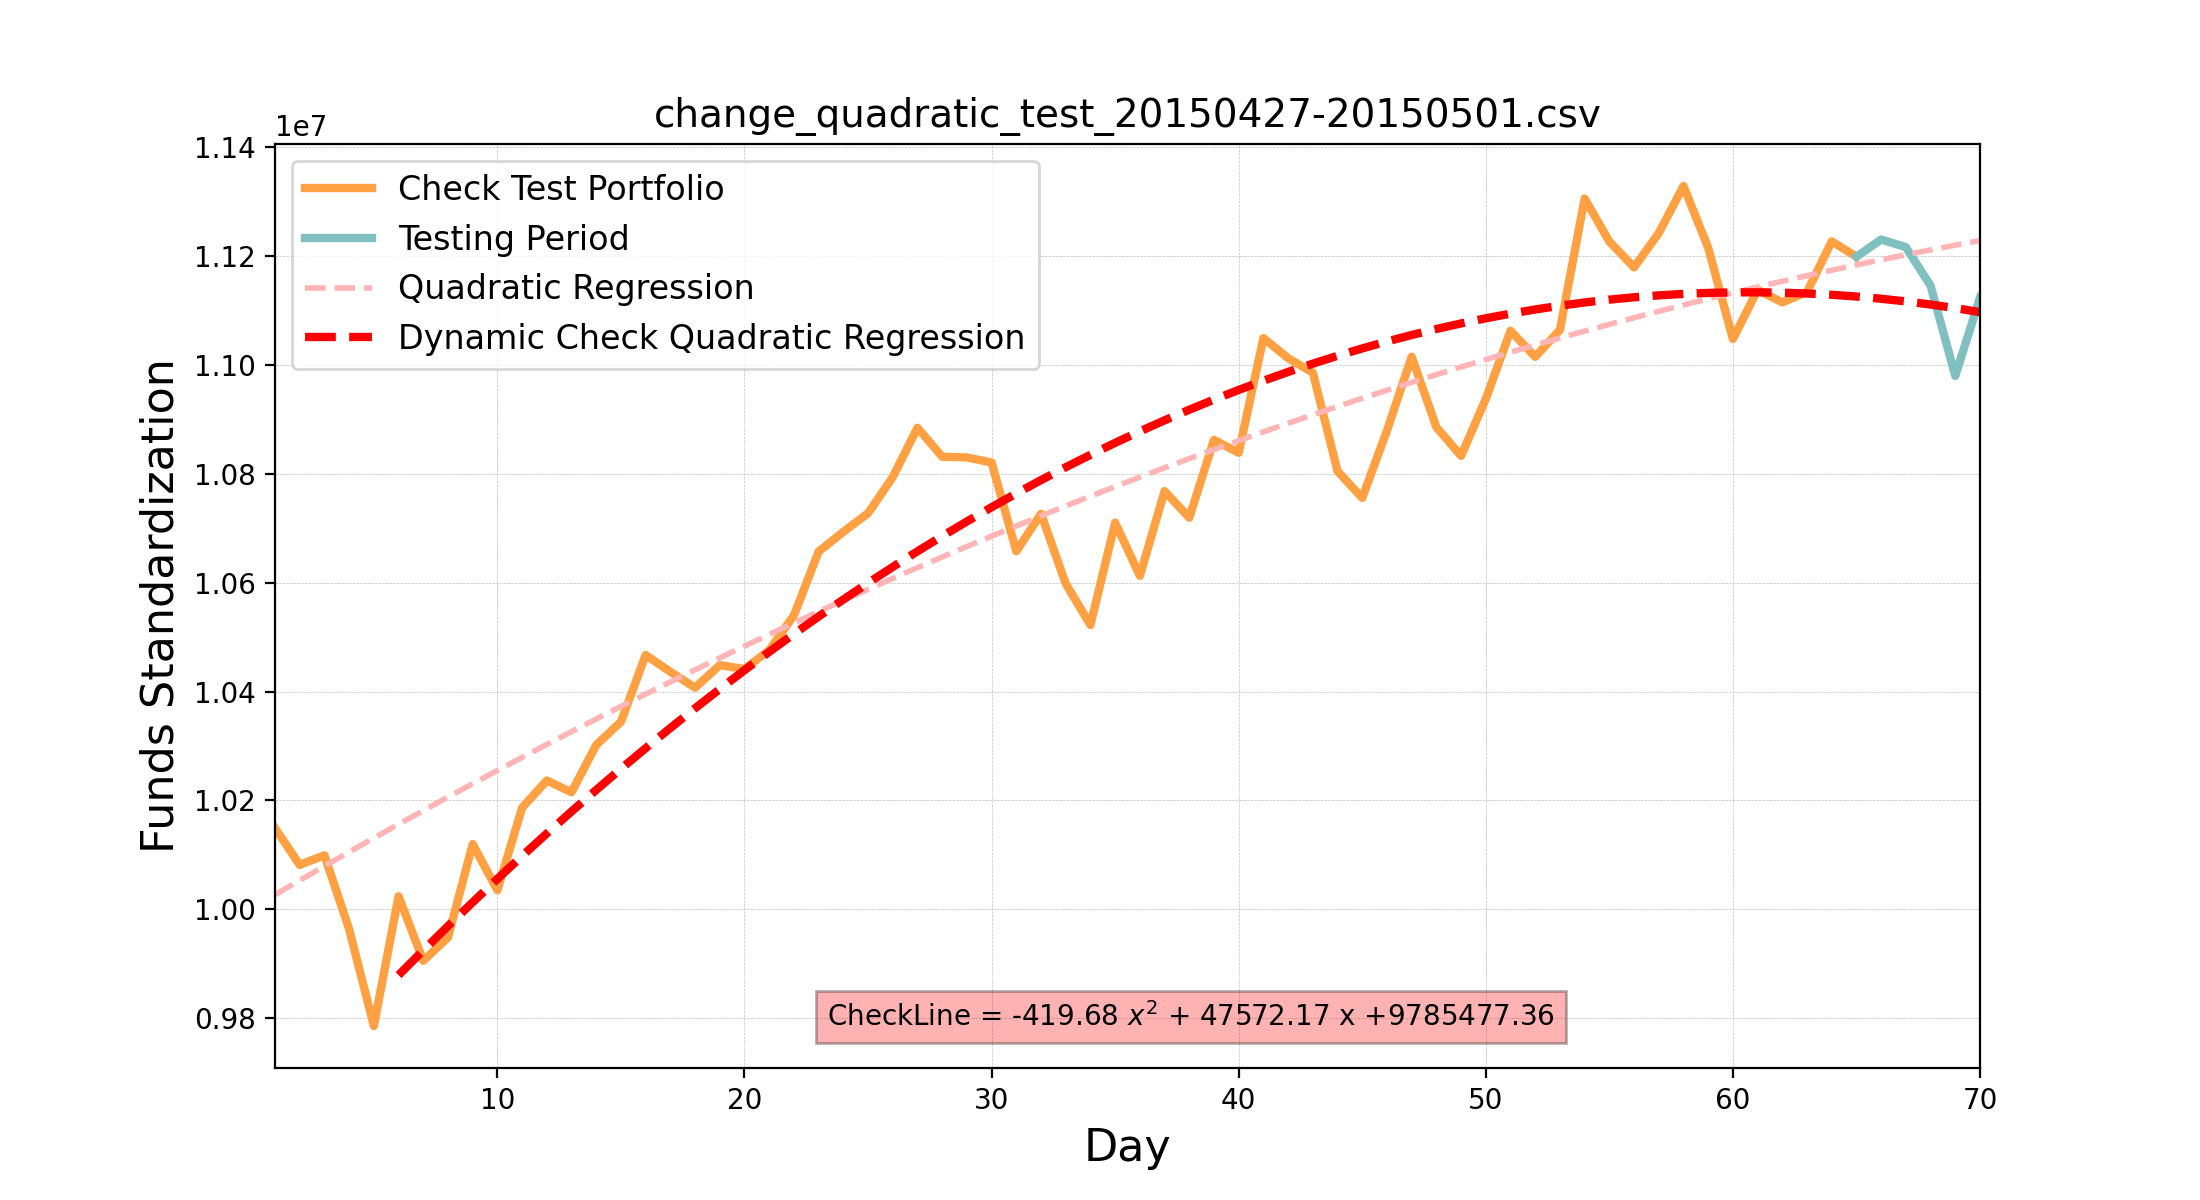 change_quadratic_test_20150427-20150501.csv
1e7
1.14
1.12
1.10
1.08
1.06
1.04
1.02
1.00
0.98
Funds Standardization
Check Test Portfolio
Testing Period
Quadratic Regression
Dynamic Check Quadratic Regression
CheckLine = -419.68 x² + 47572.17 x +9785477.36
10 20 30 40 50 60 70
Day